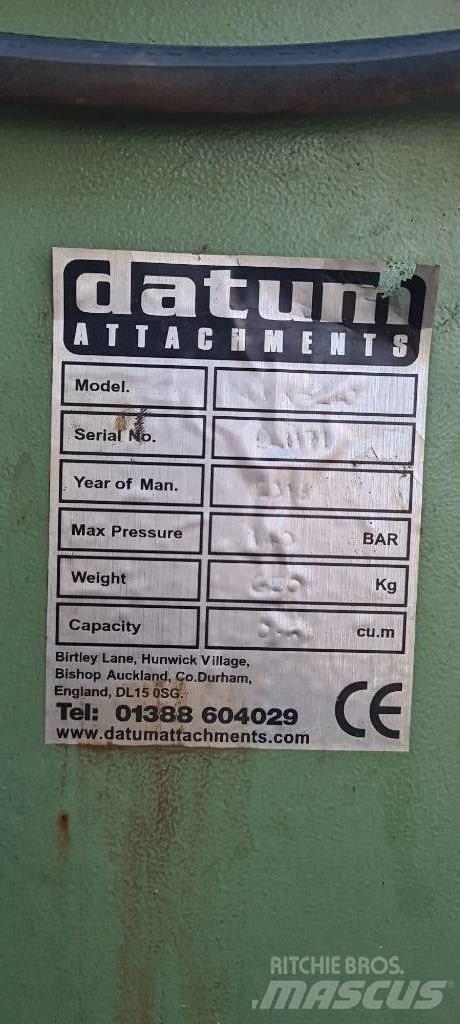 datum
ATTACHMENTS
Model.
Serial No.
Year of Man.
Max Pressure BAR
Weight Kg
Capacity cu.m
Birtley Lane, Hunwick Village,
Bishop Auckland, Co.Durham,
England, DL15 0SG.
Tel: 01388 604029
www.datumattachments.com
CE
RITCHIE BROS.
MASCUS